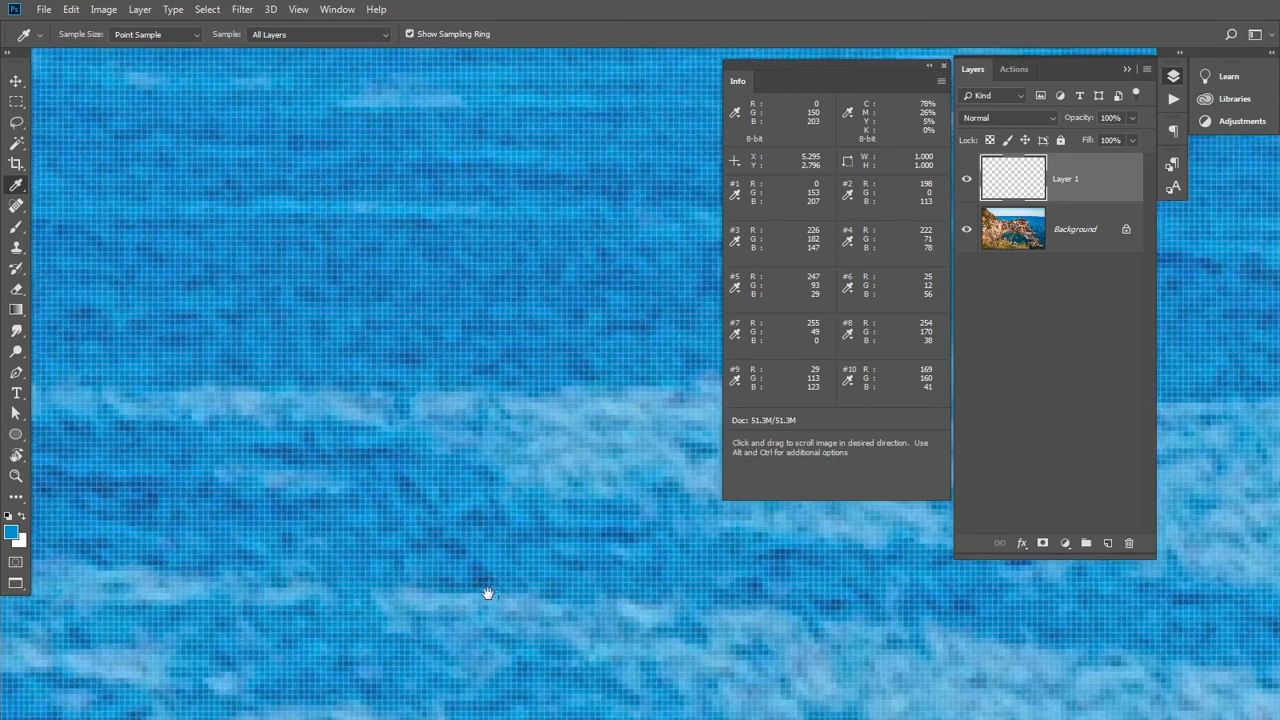 Ps File Edit Image Layer Type Select Filter 3D View Window Help
Sample Size: Point Sample Sample: All Layers Show Sampling Ring
Info
R : 0 C : 78%
G : 150 M : 26%
B : 203 Y : 5%
K : 0%
8-bit 8-bit
X : 5.295 W : 1.000
Y : 2.796 H : 1.000
#1 R : 0 #2 R : 198
G : 153 G : 0
B : 207 B : 113
#3 R : 226 #4 R : 222
G : 182 G : 71
B : 147 B : 78
#5 R : 247 #6 R : 25
G : 93 G : 12
B : 29 B : 56
#7 R : 255 #8 R : 254
G : 49 G : 170
B : 0 B : 38
#9 R : 29 #10 R : 169
G : 113 G : 160
B : 123 B : 41
Doc: 51.3M/51.3M
Click and drag to scroll image in desired direction. Use
Alt and Ctrl for additional options
Layers Actions
Kind
Normal Opacity: 100%
Lock: Fill: 100%
Layer 1
Background
Learn
Libraries
Adjustments